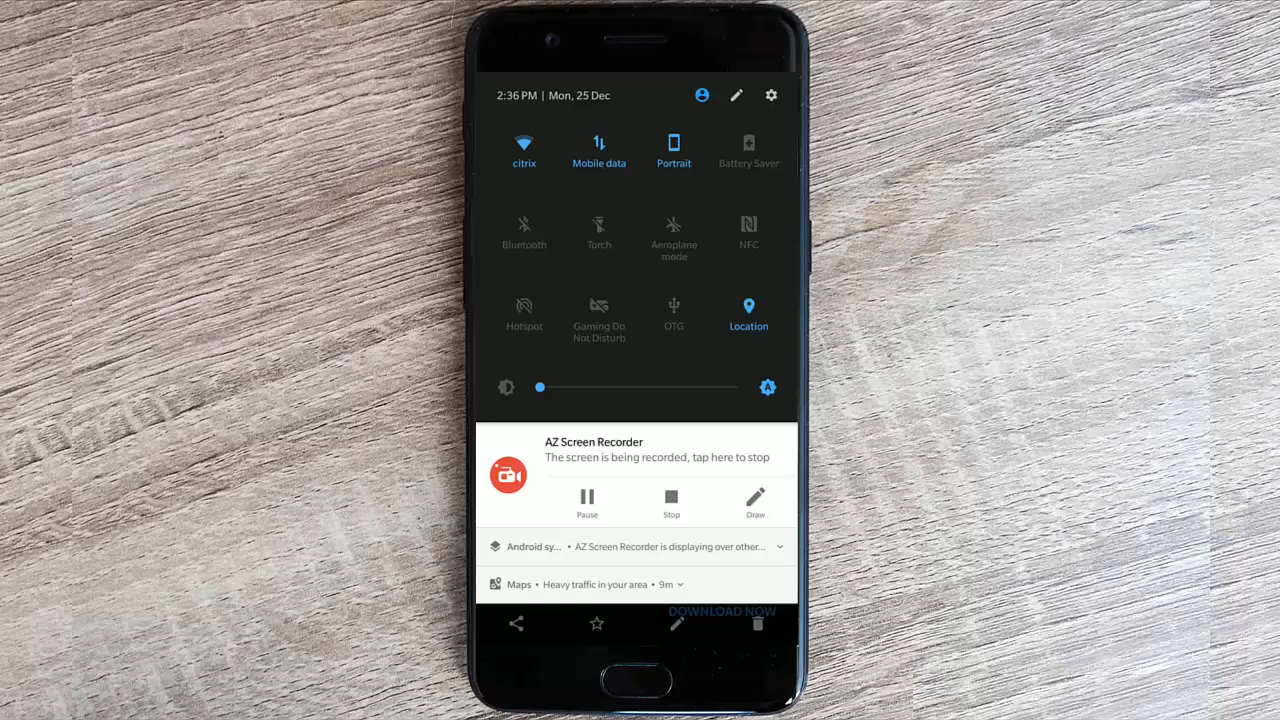 2:36 PM | Mon, 25 Dec
citrix
Mobile data
Portrait
Battery Saver
Bluetooth
Torch
Aeroplane
mode
NFC
Hotspot
Gaming Do
Not Disturb
OTG
Location
A
AZ Screen Recorder
The screen is being recorded, tap here to stop
Pause
Stop
Draw
Android sy... • AZ Screen Recorder is displaying over other...
Maps • Heavy traffic in your area • 9m
DOWNLOAD NOW